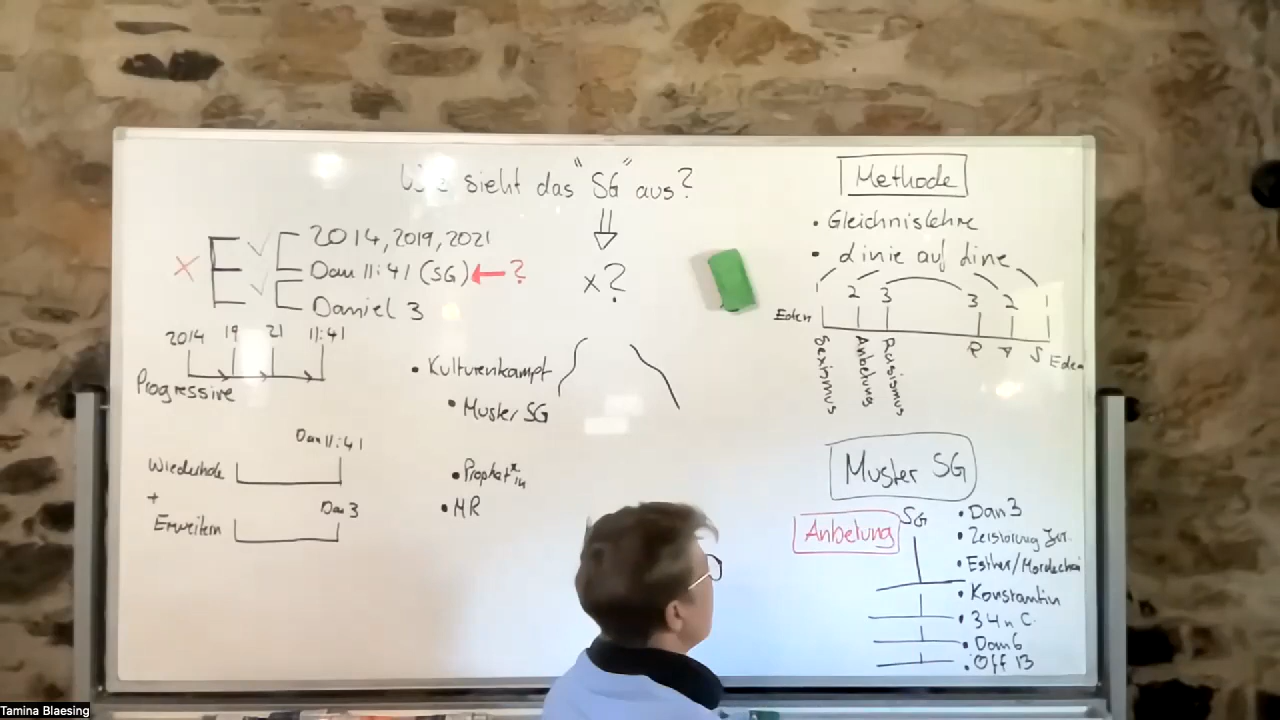 sieht das "SG" aus?
x?
X E
2014, 2019, 2021
Dan 11:41 (SG) ← ?
Daniel 3
2014 19 21 11:41
Progressive
Dan 11:41
Wiederhole
+
Dan 3
Erweitern
• Kulturenkampf
• Muster SG
• Prophet*in
• MR
Methode
• Gleichnislehre
• Linie auf Linie
1 2 3 3 2 1
Eden
Sexismus
Anbetung
Rassismus
R A S Eden
Muster SG
Anbetung
SG
• Dan 3
• Zerstörung Jer.
• Esther/Mordechai
• Konstantin
• 34 n C.
• Dan 6
• Off 13
Tamina Blaesing